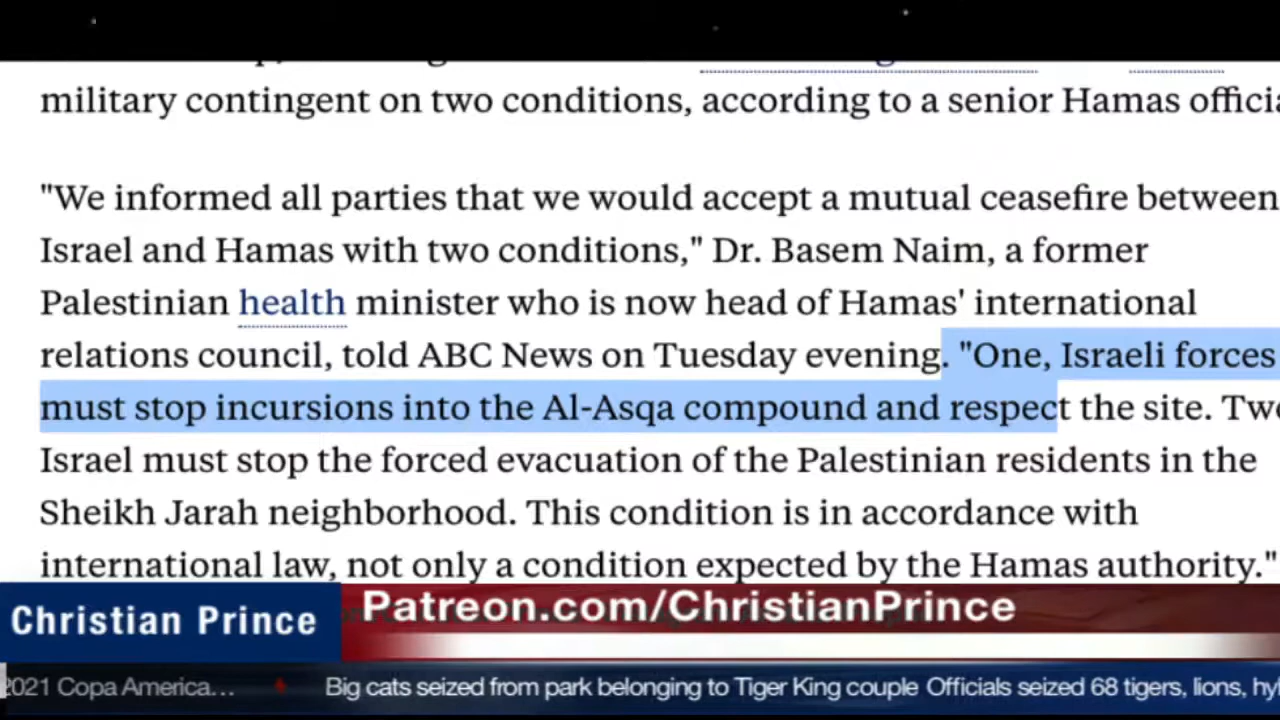 military contingent on two conditions, according to a senior Hamas
"We informed all parties that we would accept a mutual ceasefire between
Israel and Hamas with two conditions," Dr. Basem Naim, a former
Palestinian health minister who is now head of Hamas' international
relations council, told ABC News on Tuesday evening. "One, Israeli forces
must stop incursions into the Al-Asqa compound and respect the site.
Israel must stop the forced evacuation of the Palestinian residents in the
Sheikh Jarah neighborhood. This condition is in accordance with
international law, not only a condition expected by the Hamas authority."
Christian Prince
Patreon.com/ChristianPrince
2021 Copa America... Big cats seized from park belonging to Tiger King couple Officials seized 68 tigers, lions,